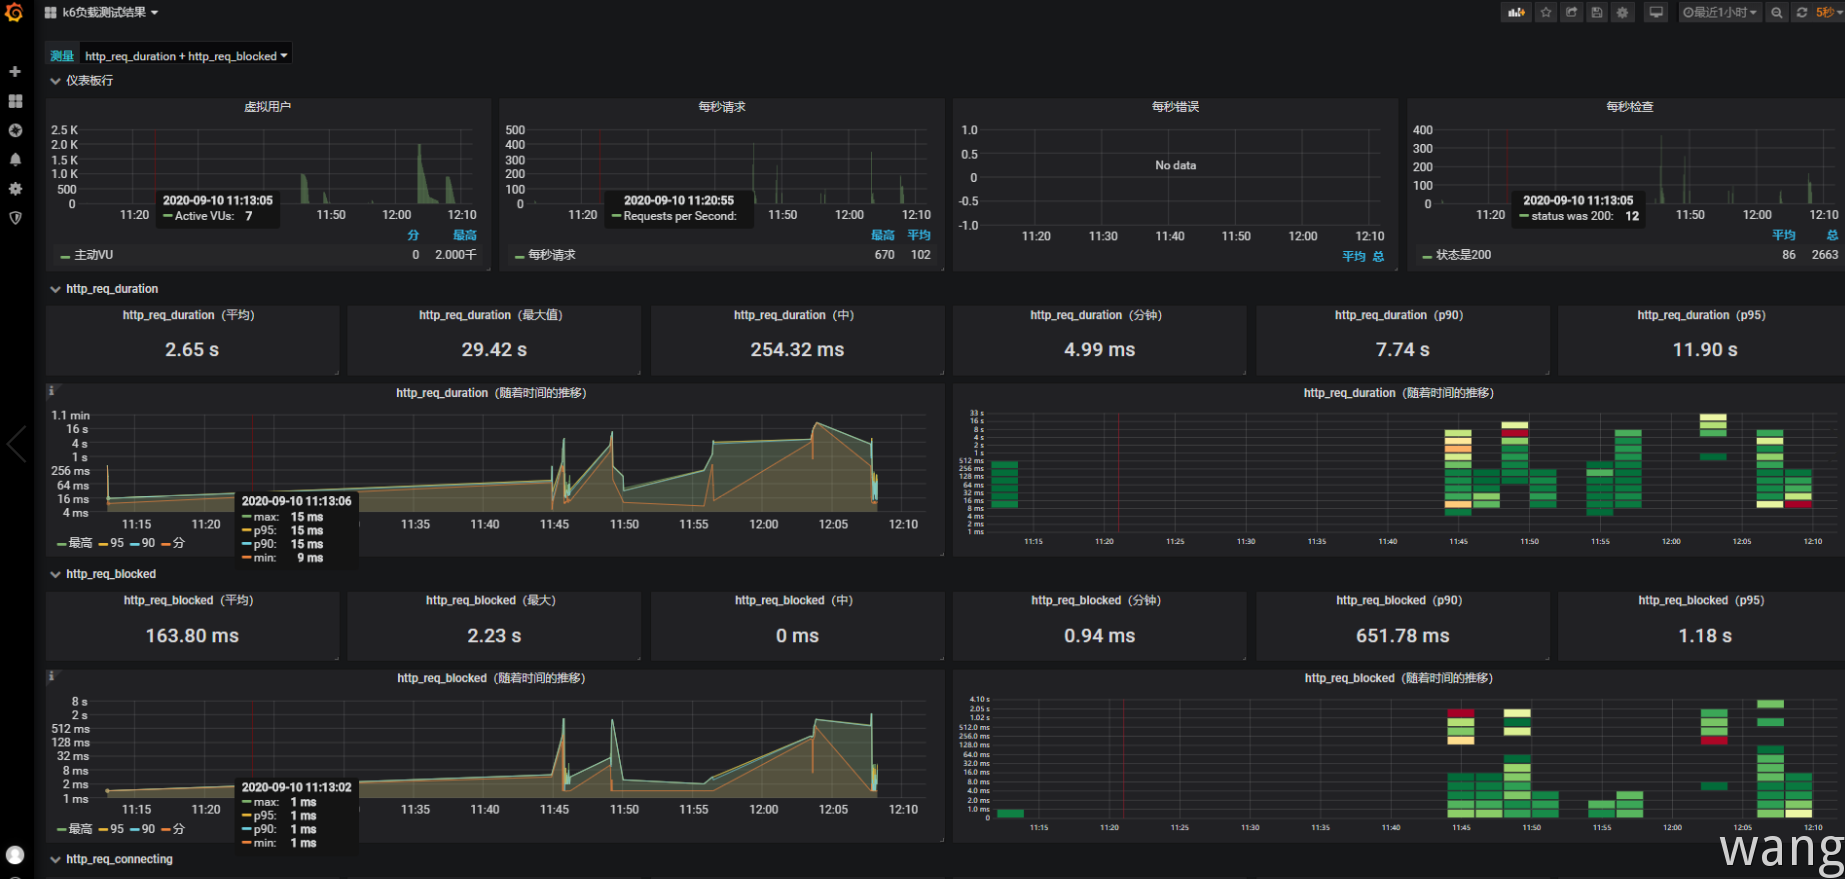 k6负载测试结果
最近1小时
5秒
测量 http_req_duration + http_req_blocked
仪表板行
虚拟用户
2.5 K
2.0 K
1.5 K
1.0 K
500
0
11:20 11:50 12:00 12:10
2020-09-10 11:13:05
Active VUs: 7
分 最高
主动VU 0 2.000千
每秒请求
500
400
300
200
100
0
11:20 11:50 12:00 12:10
2020-09-10 11:20:55
Requests per Second:
最高 平均
每秒请求 670 102
每秒错误
1.0
0.5
0
-0.5
-1.0
No data
11:20 11:30 11:40 11:50 12:00 12:10
平均 总
每秒检查
400
300
200
100
0
11:20 11:50 12:00 12:10
2020-09-10 11:13:05
status was 200: 12
平均 总
状态是200 86 2663
http_req_duration
http_req_duration（平均）
2.65 s
http_req_duration（最大值）
29.42 s
http_req_duration（中）
254.32 ms
http_req_duration（分钟）
4.99 ms
http_req_duration（p90）
7.74 s
http_req_duration（p95）
11.90 s
http_req_duration（随着时间的推移）
1.1 min
16 s
4 s
1 s
256 ms
64 ms
16 ms
4 ms
11:15 11:20 11:35 11:40 11:45 11:50 11:55 12:00 12:05 12:10
2020-09-10 11:13:06
max: 15 ms
p95: 15 ms
p90: 15 ms
min: 9 ms
最高 95 90 分
http_req_duration（随着时间的推移）
33 s
16 s
8 s
4 s
2 s
1 s
512 ms
256 ms
128 ms
64 ms
32 ms
16 ms
8 ms
4 ms
2 ms
1 ms
11:15 11:20 11:25 11:30 11:35 11:40 11:45 11:50 11:55 12:00 12:05 12:10
http_req_blocked
http_req_blocked（平均）
163.80 ms
http_req_blocked（最大）
2.23 s
http_req_blocked（中）
0 ms
http_req_blocked（分钟）
0.94 ms
http_req_blocked（p90）
651.78 ms
http_req_blocked（p95）
1.18 s
http_req_blocked（随着时间的推移）
8 s
2 s
512 ms
128 ms
32 ms
8 ms
2 ms
1 ms
11:15 11:20 11:35 11:40 11:45 11:50 11:55 12:00 12:05 12:10
2020-09-10 11:13:02
max: 1 ms
p95: 1 ms
p90: 1 ms
min: 1 ms
最高 95 90 分
http_req_blocked（随着时间的推移）
4.10 s
2.05 s
1.02 s
512.0 ms
256.0 ms
128.0 ms
64.0 ms
32.0 ms
16.0 ms
8.0 ms
4.0 ms
2.0 ms
1.0 ms
0
11:15 11:20 11:25 11:30 11:35 11:40 11:45 11:50 11:55 12:00 12:05 12:10
http_req_connecting
wang